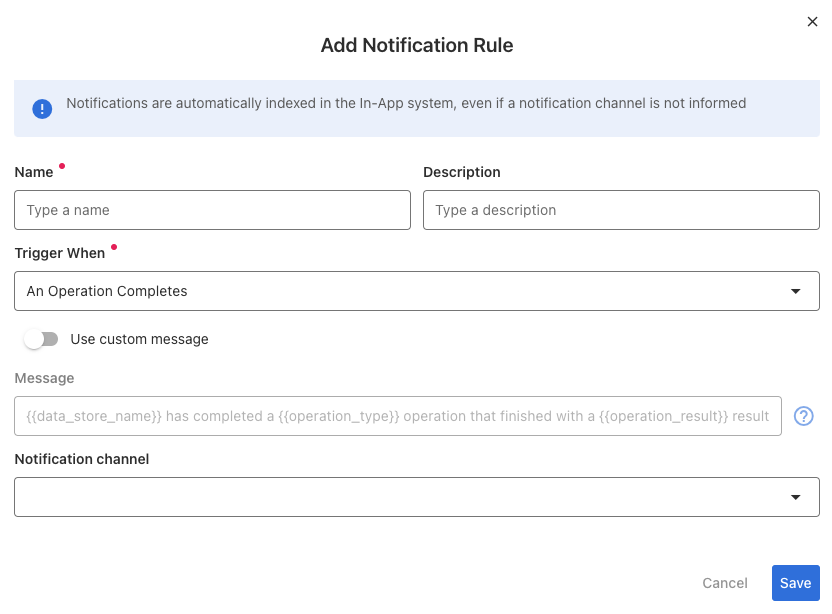 Add Notification Rule
Notifications are automatically indexed in the In-App system, even if a notification channel is not informed
Name
Description
Type a name
Type a description
Trigger When
An Operation Completes
Use custom message
Message
{{data_store_name}} has completed a {{operation_type}} operation that finished with a {{operation_result}} result
Notification channel
Cancel
Save